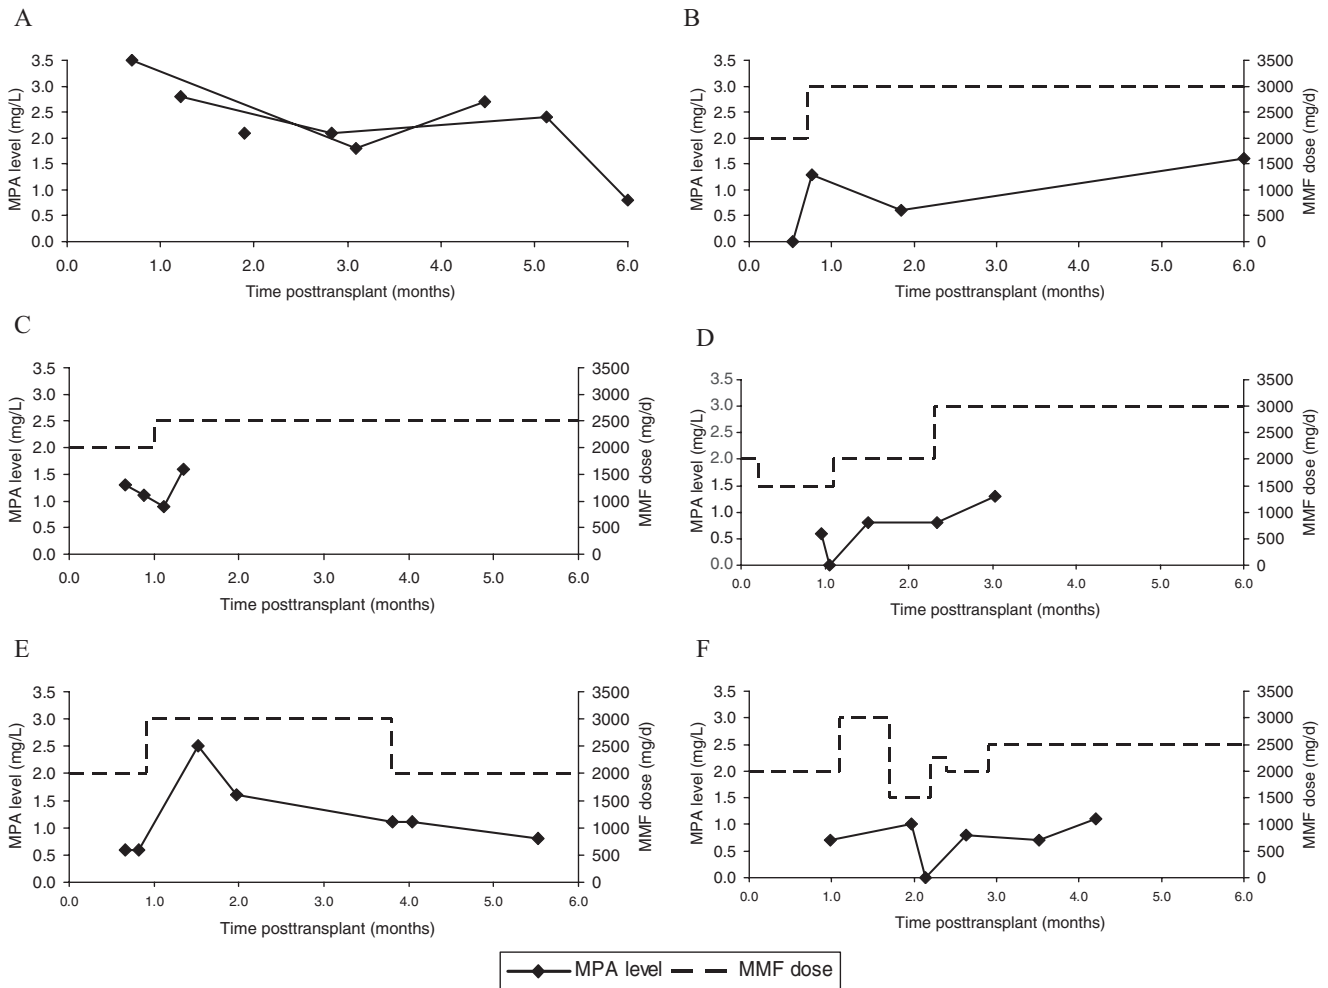 A
MPA level (mg/L)
3.5
3.0
2.5
2.0
1.5
1.0
0.5
0.0
0.0 1.0 2.0 3.0 4.0 5.0 6.0
Time posttransplant (months)
B
MPA level (mg/L)
3.5
3.0
2.5
2.0
1.5
1.0
0.5
0.0
3500
3000
2500
2000
1500
1000
500
0
MMF dose (mg/d)
0.0 1.0 2.0 3.0 4.0 5.0 6.0
Time posttransplant (months)
C
MPA level (mg/L)
3.5
3.0
2.5
2.0
1.5
1.0
0.5
0.0
3500
3000
2500
2000
1500
1000
500
0
MMF dose (mg/d)
0.0 1.0 2.0 3.0 4.0 5.0 6.0
Time posttransplant (months)
D
MPA level (mg/L)
3.5
3.0
2.5
2.0
1.5
1.0
0.5
0.0
3500
3000
2500
2000
1500
1000
500
0
MMF dose (mg/d)
0.0 1.0 2.0 3.0 4.0 5.0 6.0
Time posttransplant (months)
E
MPA level (mg/L)
3.5
3.0
2.5
2.0
1.5
1.0
0.5
0.0
3500
3000
2500
2000
1500
1000
500
0
MMF dose (mg/d)
0.0 1.0 2.0 3.0 4.0 5.0 6.0
Time posttransplant (months)
F
MPA level (mg/L)
3.5
3.0
2.5
2.0
1.5
1.0
0.5
0.0
3500
3000
2500
2000
1500
1000
500
0
MMF dose (mg/d)
0.0 1.0 2.0 3.0 4.0 5.0 6.0
Time posttransplant (months)
MPA level MMF dose